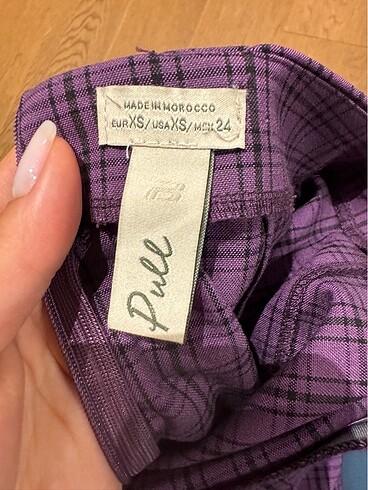 MADE IN MOROCCO
EUR XS / USA XS / MEX 24
Pull